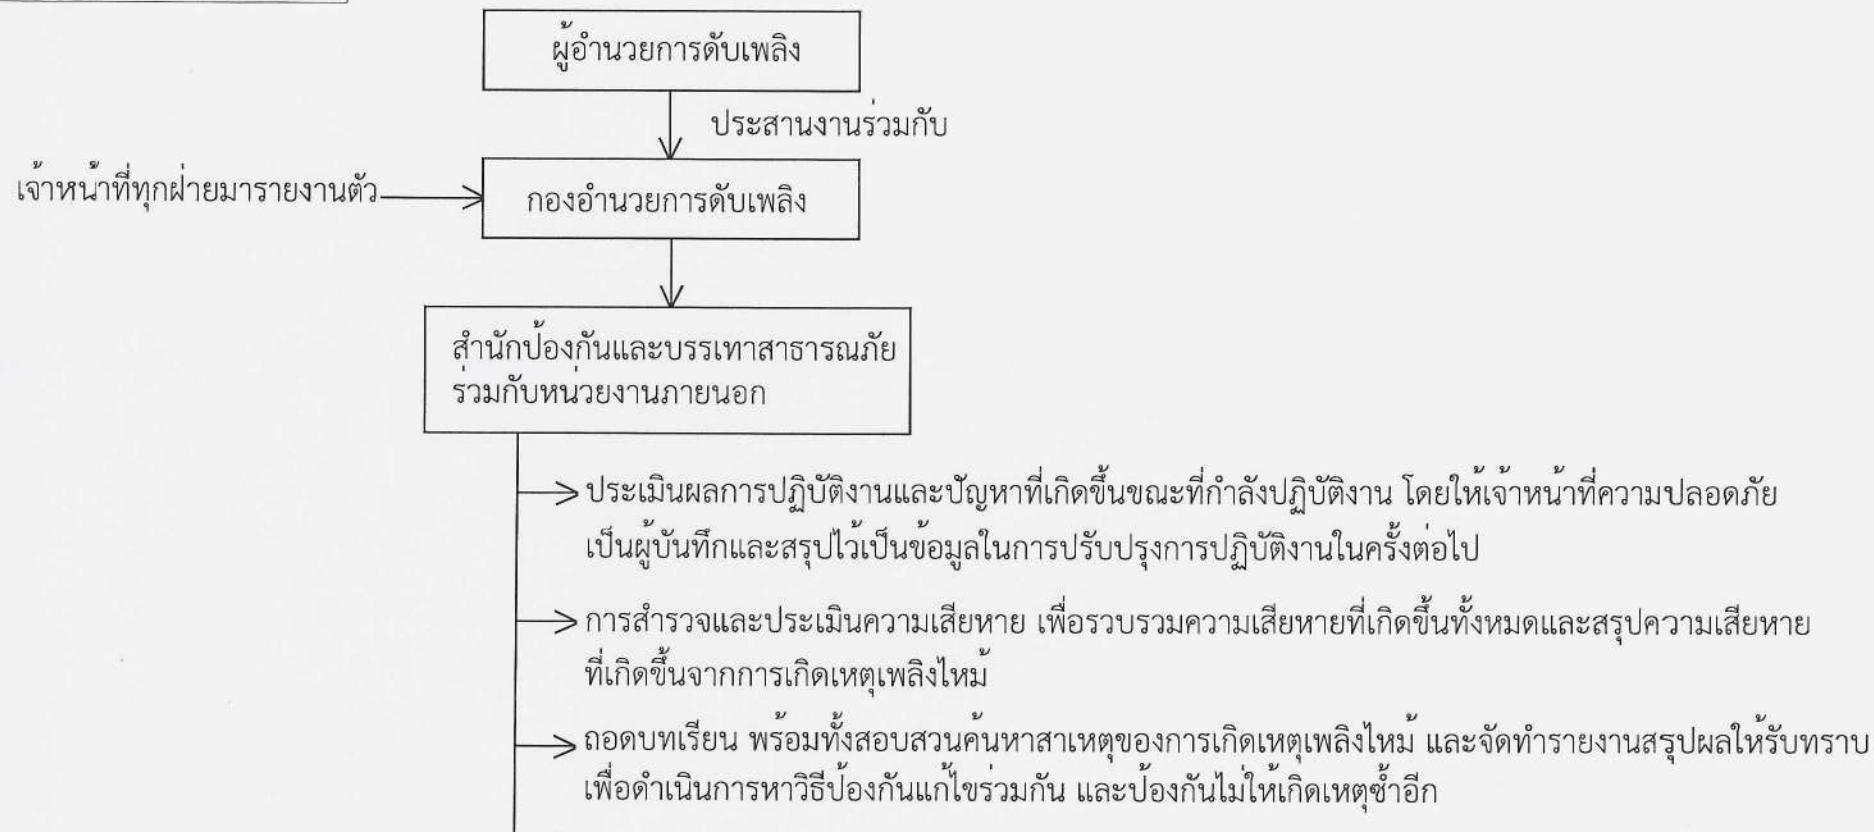 ผู้อำนวยการดับเพลิง
ประสานงานร่วมกับ
เจ้าหน้าที่ทุกฝ่ายมารายงานตัว
กองอำนวยการดับเพลิง
สำนักป้องกันและบรรเทาสาธารณภัย
ร่วมกับหน่วยงานภายนอก
ประเมินผลการปฏิบัติงานและปัญหาที่เกิดขึ้นขณะที่กำลังปฏิบัติงาน โดยให้เจ้าหน้าที่ความปลอดภัย
เป็นผู้บันทึกและสรุปไว้เป็นข้อมูลในการปรับปรุงการปฏิบัติงานในครั้งต่อไป
การสำรวจและประเมินความเสียหาย เพื่อรวบรวมความเสียหายที่เกิดขึ้นทั้งหมดและสรุปความเสียหาย
ที่เกิดขึ้นจากการเกิดเหตุเพลิงไหม้
ถอดบทเรียน พร้อมทั้งสอบสวนค้นหาสาเหตุของการเกิดเหตุเพลิงไหม้ และจัดทำรายงานสรุปผลให้รับทราบ
เพื่อดำเนินการหาวิธีป้องกันแก้ไขร่วมกัน และป้องกันไม่ให้เกิดเหตุซ้ำอีก